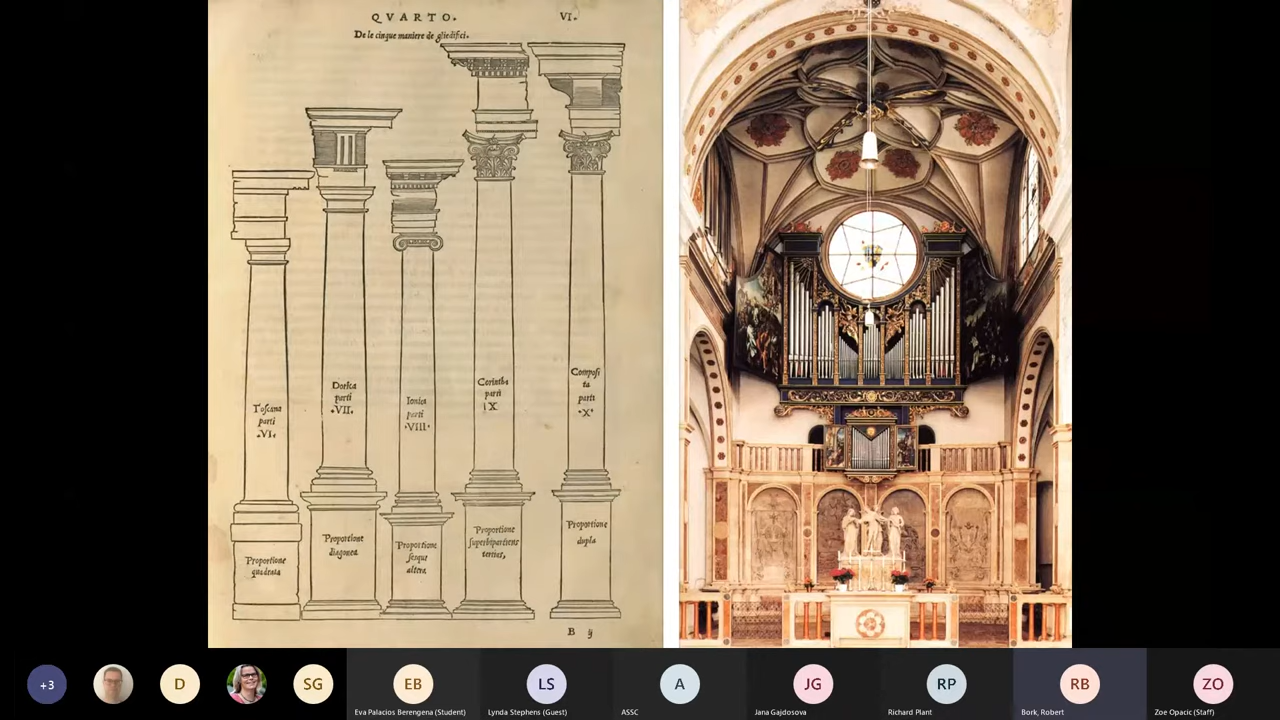 QVARTO.
VI.
De le cinque maniere de gliedifici.
Toscana
parti
.VI.
Dorica
parti
.VII.
Ionica
parti
.VIII.
Corinthia
parti
IX
Composi
ta
parti
.X.
Proportione
quadrata
Proportione
diagonea
Proportione
sesqui
altera.
Proportione
superbipartiens
tertias,
Proportione
dupla
B ij
+3
D
SG
EB
LS
A
JG
RP
RB
ZO
Eva Palacios Berengena (Student)
Lynda Stephens (Guest)
ASSC
Jana Gajdosova
Richard Plant
Bork, Robert
Zoe Opacic (Staff)